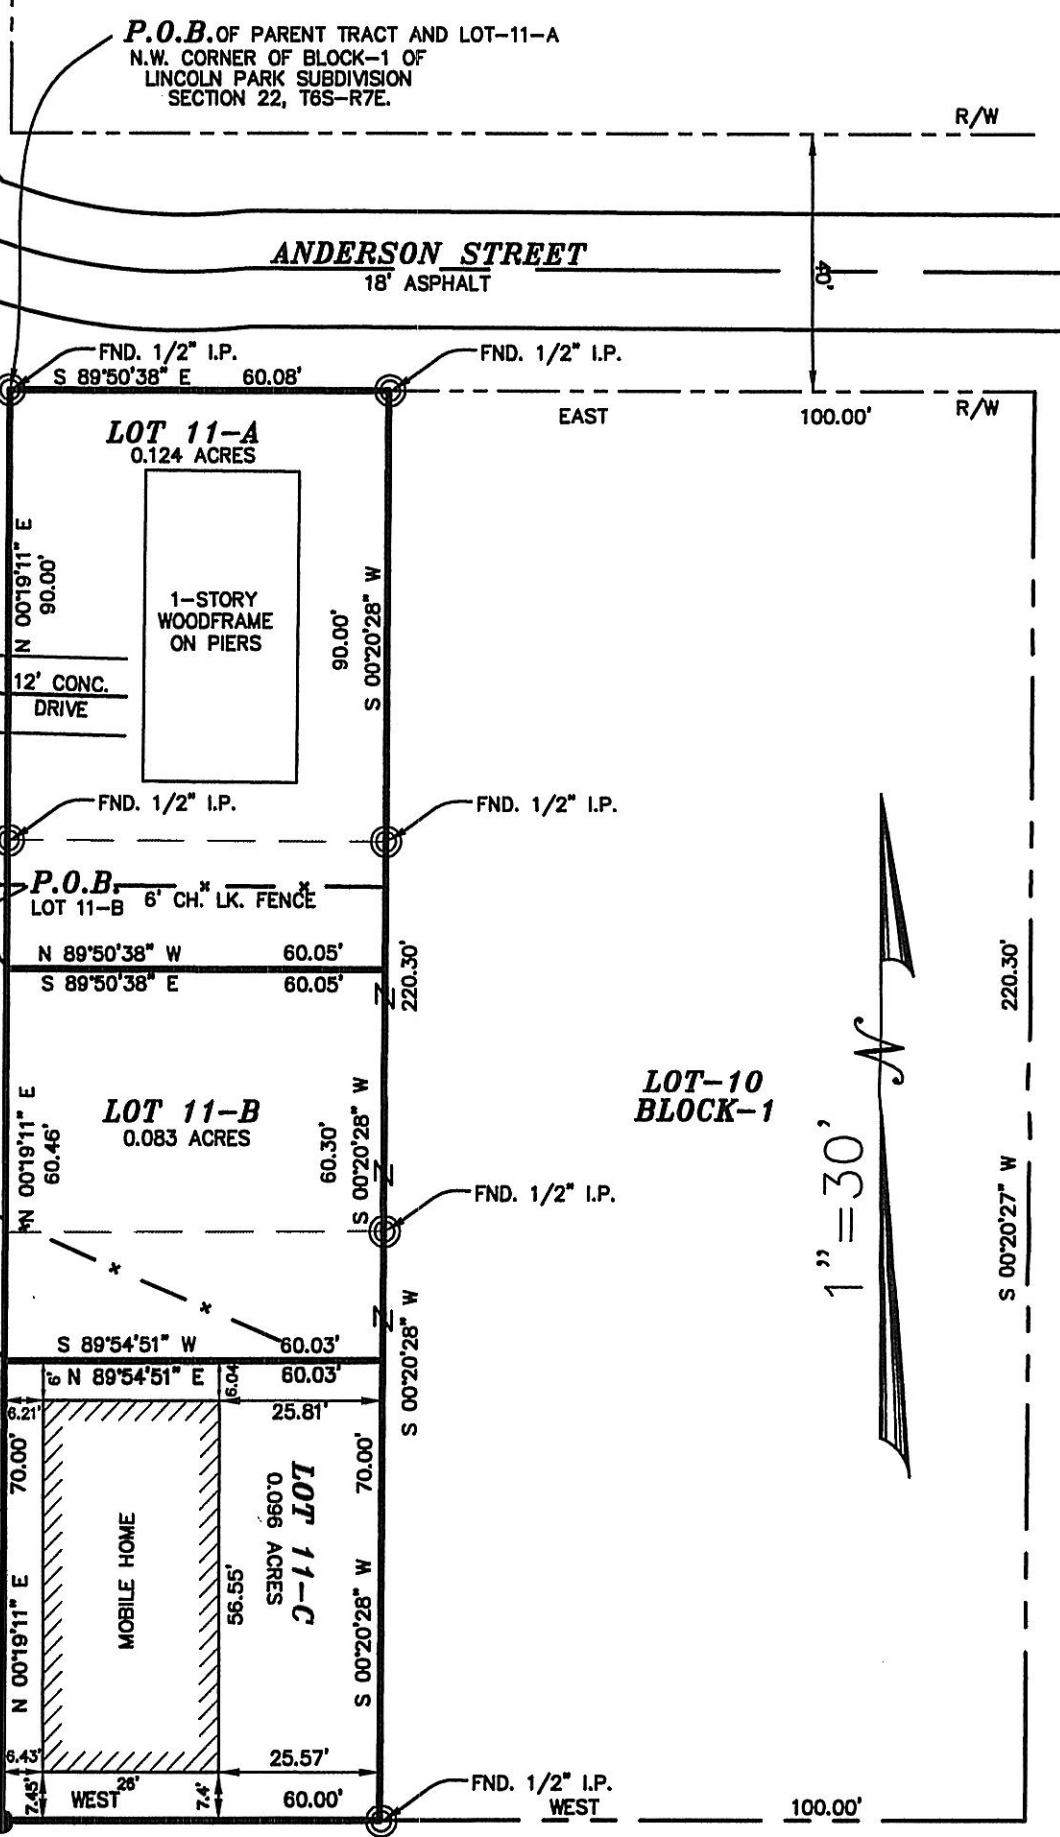 P.O.B. OF PARENT TRACT AND LOT-11-A
N.W. CORNER OF BLOCK-1 OF
LINCOLN PARK SUBDIVISION
SECTION 22, T6S-R7E.
R/W
ANDERSON STREET
18' ASPHALT
40'
FND. 1/2" I.P.
FND. 1/2" I.P.
S 89°50'38" E 60.08'
EAST 100.00'
R/W
LOT 11-A
0.124 ACRES
N 00°19'11" E
90.00'
1-STORY
WOODFRAME
ON PIERS
90.00'
S 00°20'28" W
12' CONC.
DRIVE
FND. 1/2" I.P.
FND. 1/2" I.P.
P.O.B.
LOT 11-B
6' CH. LK. FENCE
N 89°50'38" W 60.05'
S 89°50'38" E 60.05'
220.30'
220.30'
N
LOT 11-B
0.083 ACRES
N 00°19'11" E
60.46'
60.30'
S 00°20'28" W
LOT-10
BLOCK-1
1"=30'
S 00°20'27" W
FND. 1/2" I.P.
S 89°54'51" W 60.03'
N 89°54'51" E 60.03'
S 00°20'28" W
6'
6.04
6.21'
25.81'
70.00'
N 00°19'11" E
MOBILE HOME
56.55'
LOT 11-C
0.096 ACRES
70.00'
S 00°20'28" W
6.43'
25.57'
7.45'
26'
7.4'
WEST 60.00'
FND. 1/2" I.P.
WEST 100.00'